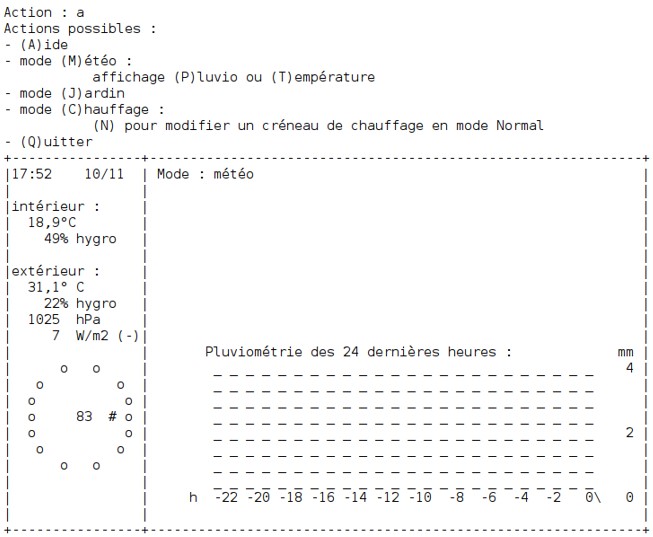 Action : a
Actions possibles :
- (A)ide
- mode (M)étéo :
           affichage (P)luvio ou (T)empérature
- mode (J)ardin
- mode (C)hauffage :
           (N) pour modifier un créneau de chauffage en mode Normal
- (Q)uitter
+----------------+-------------------------------------------------------------+
|17:52    10/11  | Mode : météo                                                |
|                |                                                             |
|intérieur :     |                                                             |
|  18,9°C        |                                                             |
|    49% hygro   |                                                             |
|                |                                                             |
|extérieur :     |                                                             |
|  31,1° C       |                                                             |
|    22% hygro   |                                                             |
|  1025  hPa     |                                                             |
|     7  W/m2 (-)|                                                             |
|                |       Pluviométrie des 24 dernières heures :             mm |
|      o   o     |        _ _ _ _ _ _ _ _ _ _ _ _ _ _ _ _ _ _ _ _ _ _ _ _    4 |
|   o         o  |        _ _ _ _ _ _ _ _ _ _ _ _ _ _ _ _ _ _ _ _ _ _ _ _      |
|  o           o |        _ _ _ _ _ _ _ _ _ _ _ _ _ _ _ _ _ _ _ _ _ _ _ _      |
|  o     83  # o |        _ _ _ _ _ _ _ _ _ _ _ _ _ _ _ _ _ _ _ _ _ _ _ _      |
|  o           o |        _ _ _ _ _ _ _ _ _ _ _ _ _ _ _ _ _ _ _ _ _ _ _ _    2 |
|   o         o  |        _ _ _ _ _ _ _ _ _ _ _ _ _ _ _ _ _ _ _ _ _ _ _ _      |
|      o   o     |        _ _ _ _ _ _ _ _ _ _ _ _ _ _ _ _ _ _ _ _ _ _ _ _      |
|                |        _ _ _ _ _ _ _ _ _ _ _ _ _ _ _ _ _ _ _ _ _ _ _ _      |
|                |     h  -22 -20 -18 -16 -14 -12 -10  -8  -6  -4  -2   0\   0 |
|                |                                                             |
+----------------+-------------------------------------------------------------+